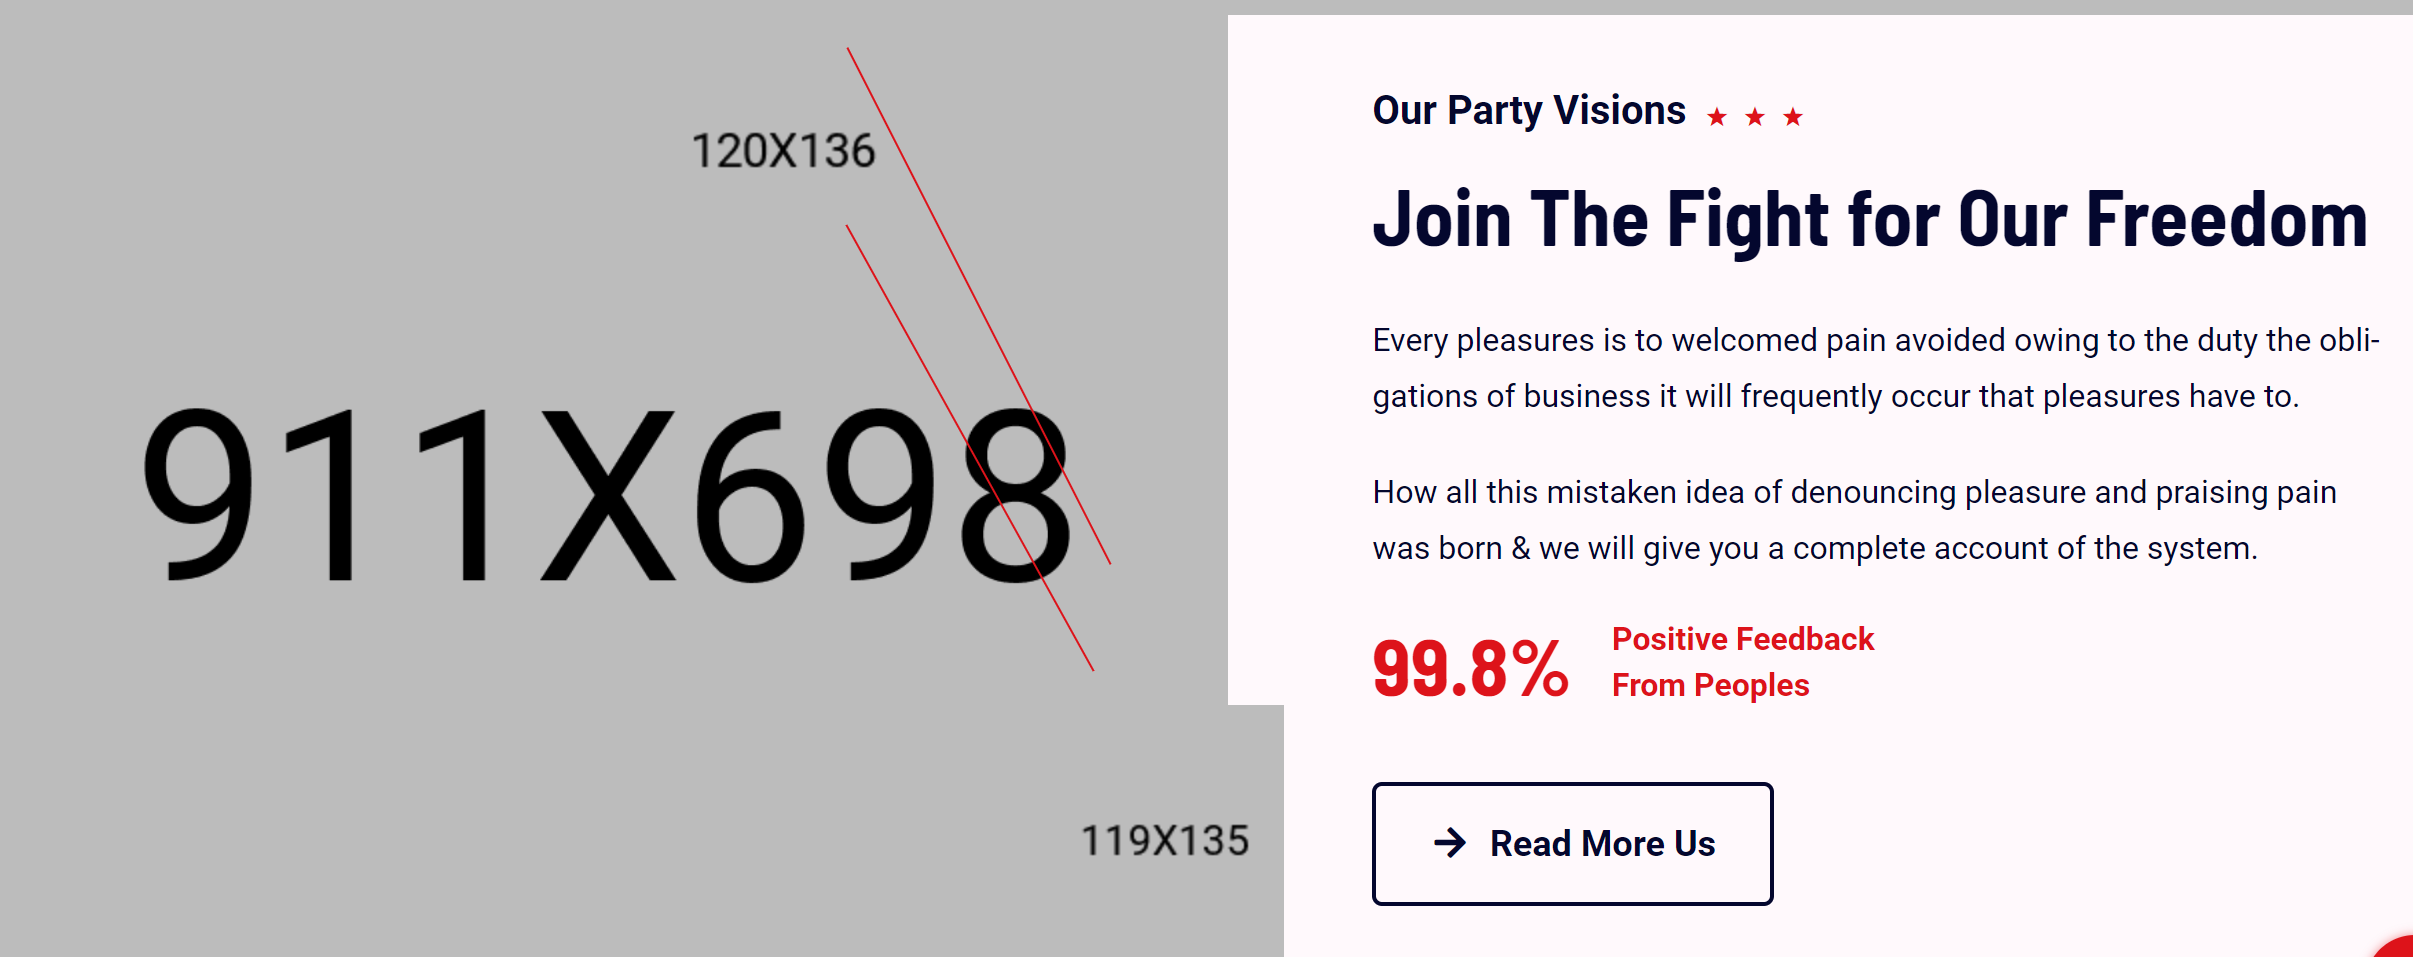 120X136
911X698
119X135
Our Party Visions
Join The Fight for Our Freedom
Every pleasures is to welcomed pain avoided owing to the duty the obli-
gations of business it will frequently occur that pleasures have to.
How all this mistaken idea of denouncing pleasure and praising pain
was born & we will give you a complete account of the system.
99.8%
Positive Feedback
From Peoples
Read More Us